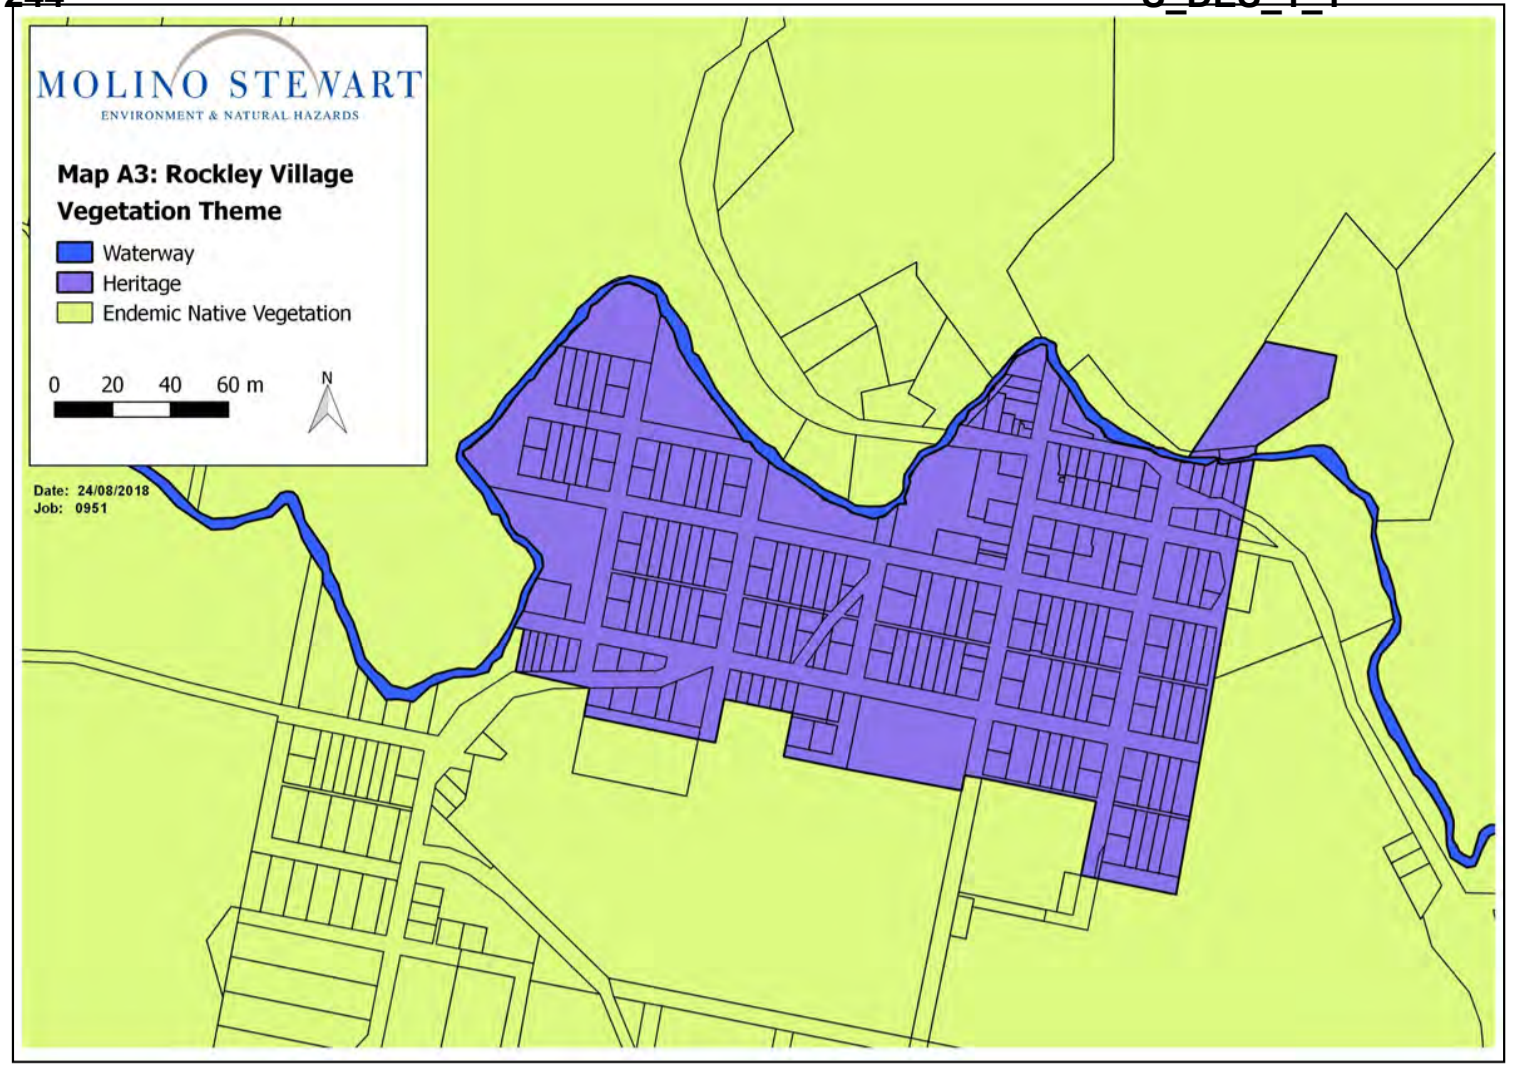 244
MOLINO STEWART
ENVIRONMENT & NATURAL HAZARDS
Map A3: Rockley Village
Vegetation Theme
Waterway
Heritage
Endemic Native Vegetation
0 20 40 60 m
N
Date: 24/08/2018
Job: 0951